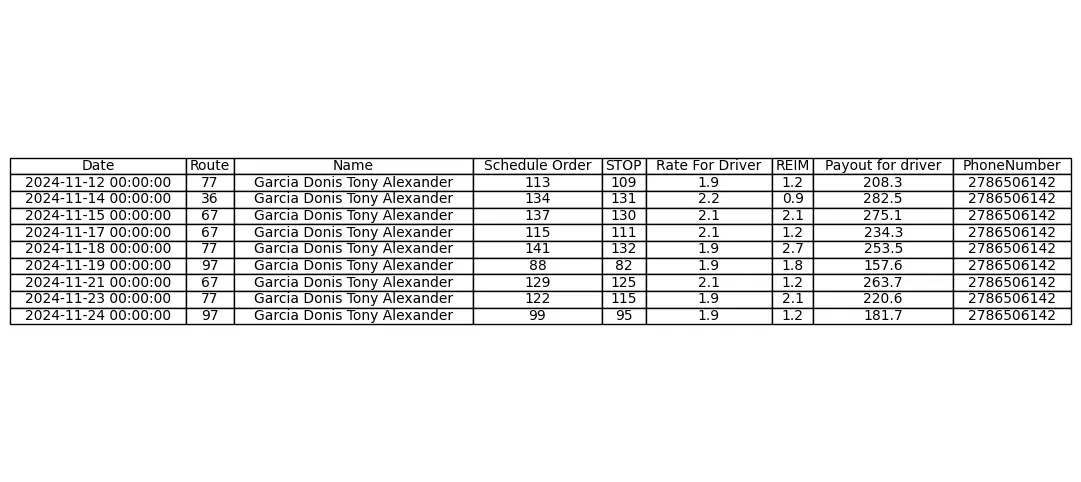 Date Route Name Schedule Order STOP Rate For Driver REIM Payout for driver PhoneNumber
2024-11-12 00:00:00 77 Garcia Donis Tony Alexander 113 109 1.9 1.2 208.3 2786506142
2024-11-14 00:00:00 36 Garcia Donis Tony Alexander 134 131 2.2 0.9 282.5 2786506142
2024-11-15 00:00:00 67 Garcia Donis Tony Alexander 137 130 2.1 2.1 275.1 2786506142
2024-11-17 00:00:00 67 Garcia Donis Tony Alexander 115 111 2.1 1.2 234.3 2786506142
2024-11-18 00:00:00 77 Garcia Donis Tony Alexander 141 132 1.9 2.7 253.5 2786506142
2024-11-19 00:00:00 97 Garcia Donis Tony Alexander 88 82 1.9 1.8 157.6 2786506142
2024-11-21 00:00:00 67 Garcia Donis Tony Alexander 129 125 2.1 1.2 263.7 2786506142
2024-11-23 00:00:00 77 Garcia Donis Tony Alexander 122 115 1.9 2.1 220.6 2786506142
2024-11-24 00:00:00 97 Garcia Donis Tony Alexander 99 95 1.9 1.2 181.7 2786506142